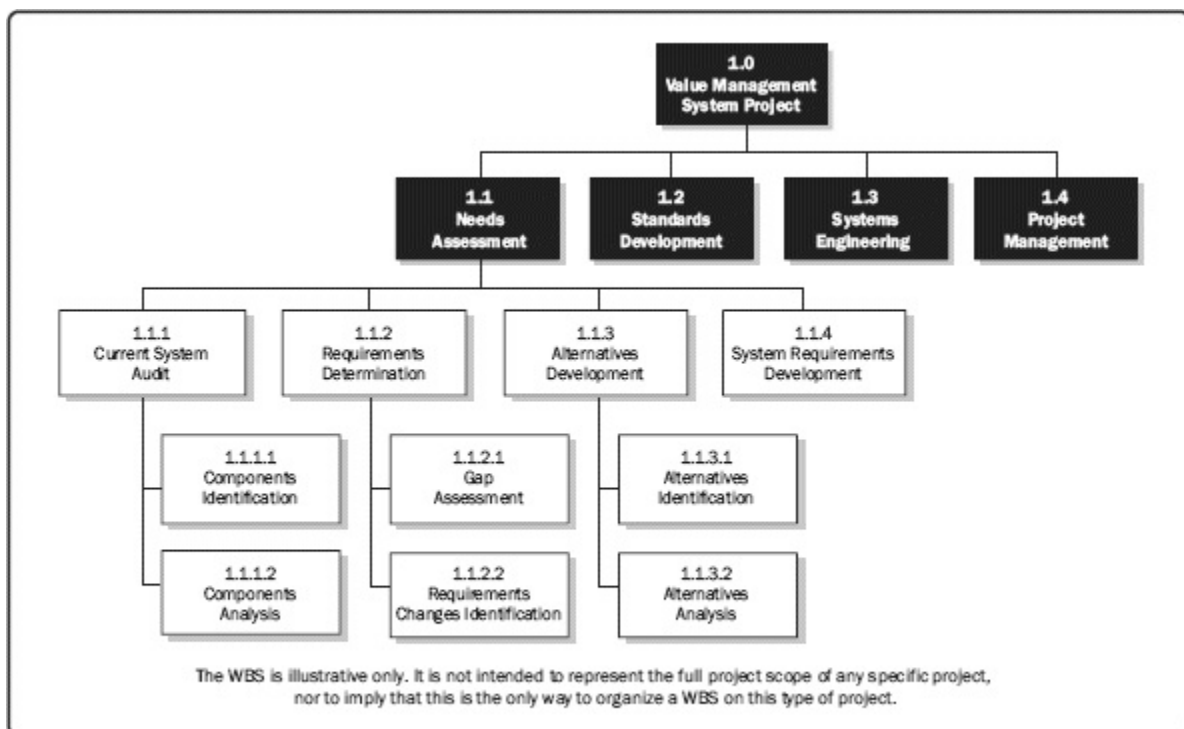 1.0
Value Management
System Project
1.1
Needs
Assessment
1.2
Standards
Development
1.3
Systems
Engineering
1.4
Project
Management
1.1.1
Current System
Audit
1.1.2
Requirements
Determination
1.1.3
Alternatives
Development
1.1.4
System Requirements
Development
1.1.1.1
Components
Identification
1.1.2.1
Gap
Assessment
1.1.3.1
Alternatives
Identification
1.1.1.2
Components
Analysis
1.1.2.2
Requirements
Changes Identification
1.1.3.2
Alternatives
Analysis
The WBS is illustrative only. It is not intended to represent the full project scope of any specific project,
nor to imply that this is the only way to organize a WBS on this type of project.